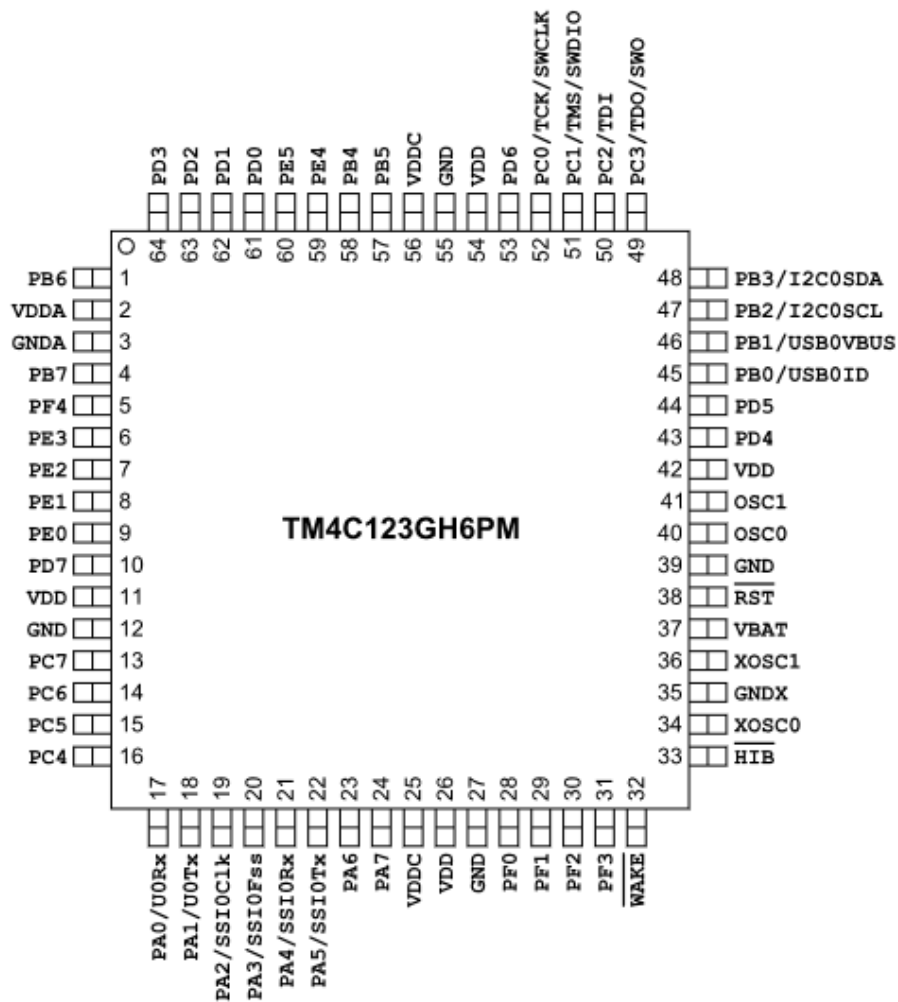 PD3 PD2 PD1 PD0 PE5 PE4 PB4 PB5 VDDC GND VDD PD6 PC0/TCK/SWCLK PC1/TMS/SWDIO PC2/TDI PC3/TDO/SWO
64 63 62 61 60 59 58 57 56 55 54 53 52 51 50 49
PB6 1 48 PB3/I2C0SDA
VDDA 2 47 PB2/I2C0SCL
GNDA 3 46 PB1/USB0VBUS
PB7 4 45 PB0/USB0ID
PF4 5 44 PD5
PE3 6 43 PD4
PE2 7 42 VDD
PE1 8 41 OSC1
TM4C123GH6PM
PE0 9 40 OSC0
PD7 10 39 GND
VDD 11 38 RST
GND 12 37 VBAT
PC7 13 36 XOSC1
PC6 14 35 GNDX
PC5 15 34 XOSC0
PC4 16 33 HIB
17 18 19 20 21 22 23 24 25 26 27 28 29 30 31 32
PA0/U0Rx PA1/U0Tx PA2/SSI0Clk PA3/SSI0Fss PA4/SSI0Rx PA5/SSI0Tx PA6 PA7 VDDC VDD GND PF0 PF1 PF2 PF3 WAKE